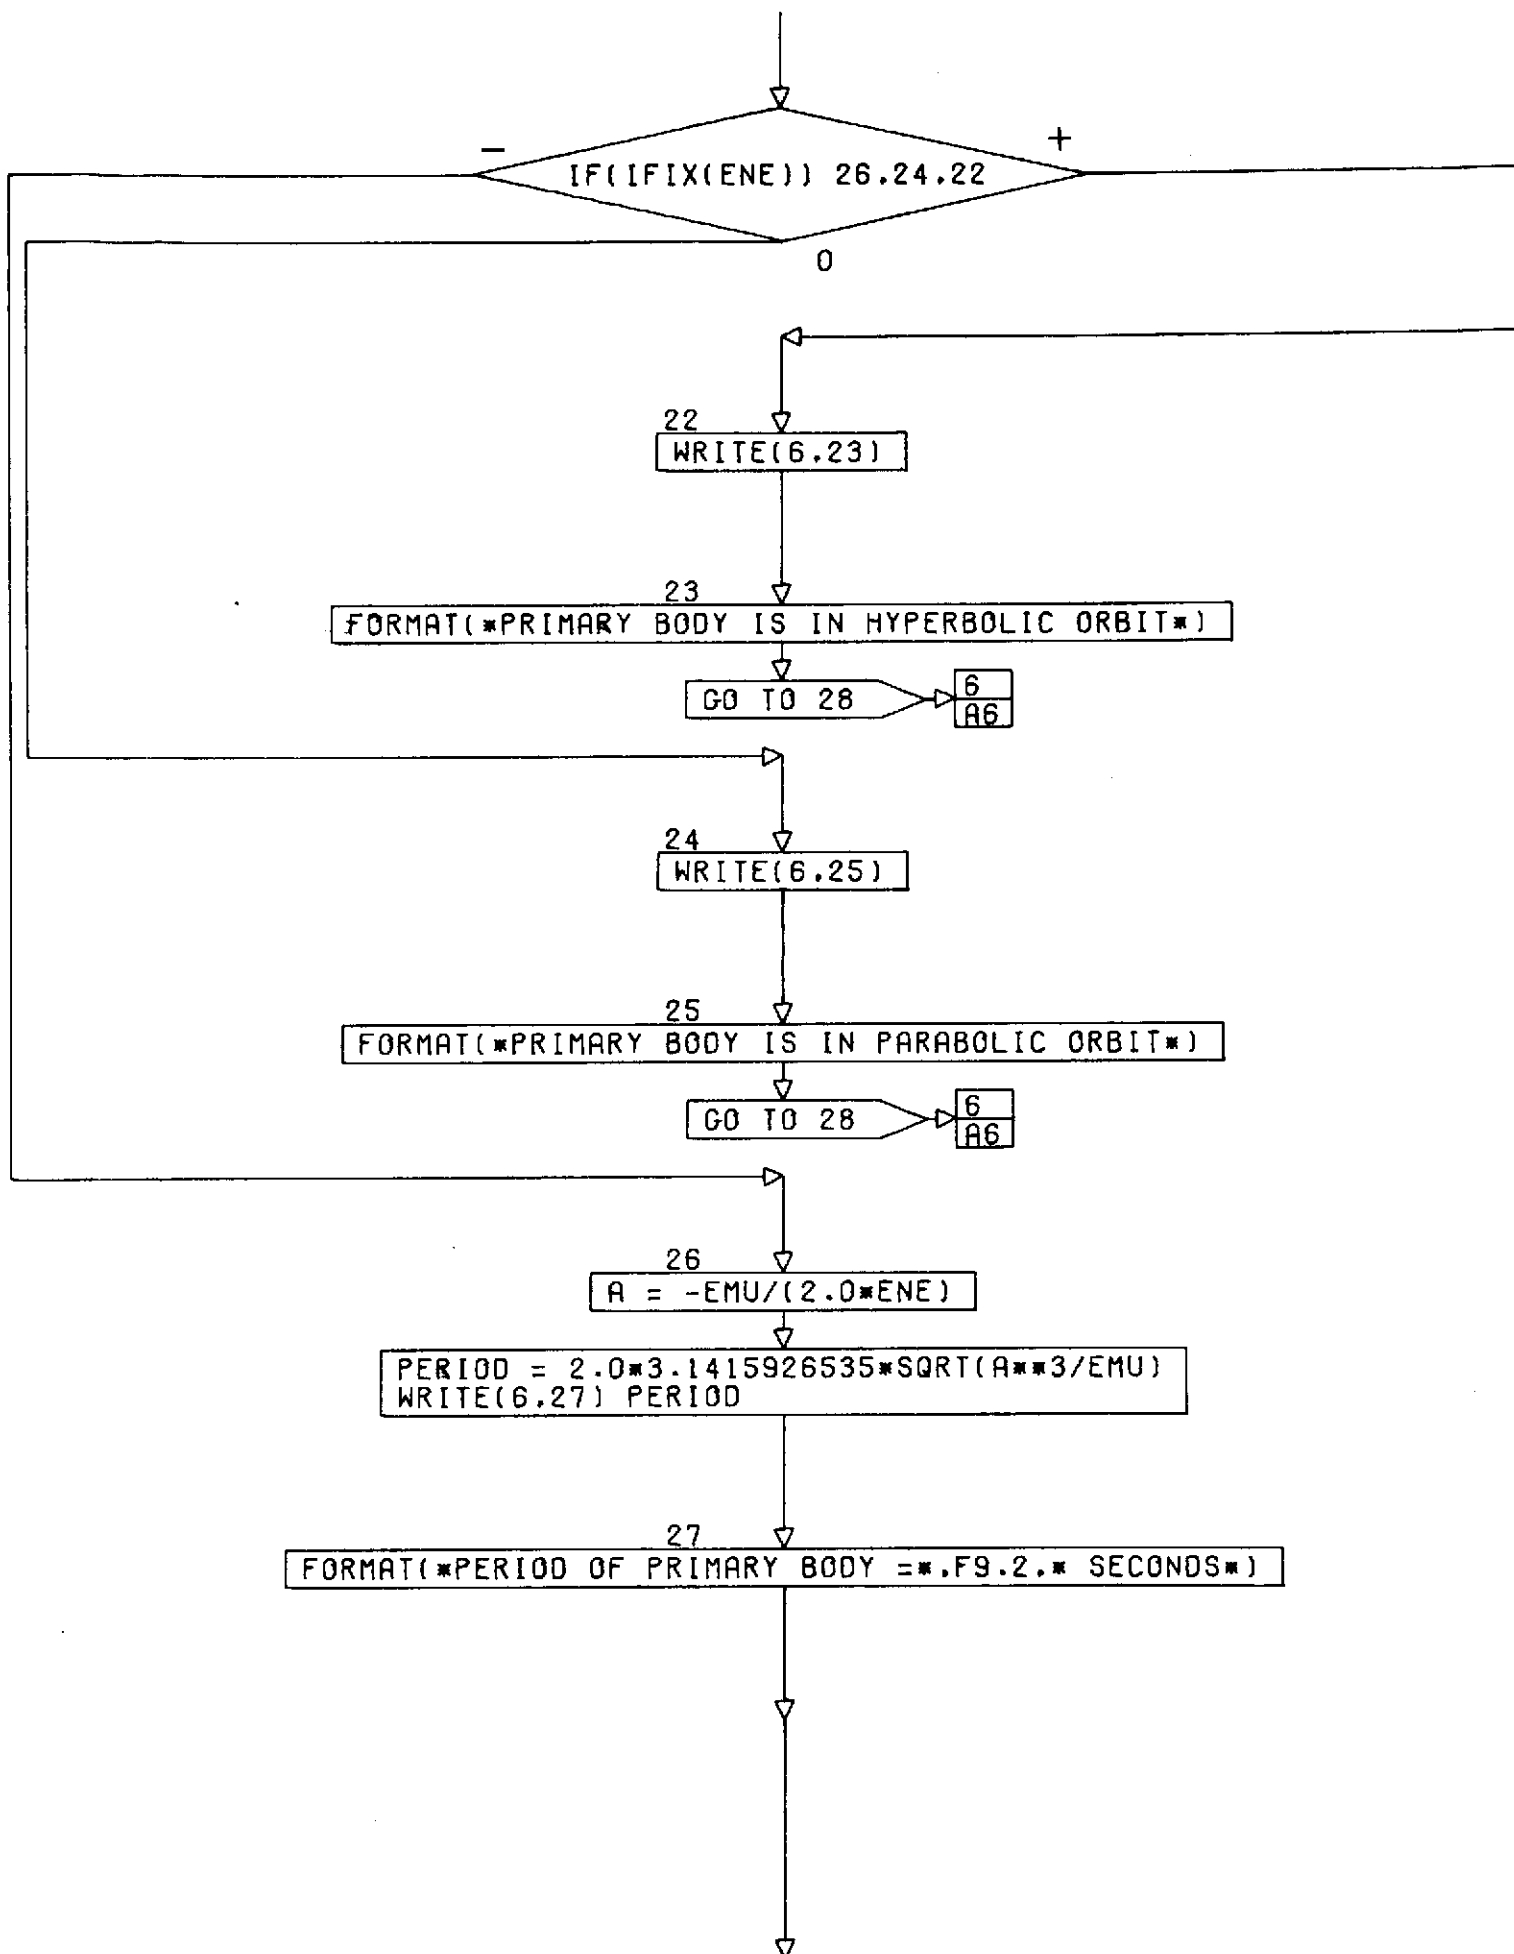 - +
IF(IFIX(ENE)) 26.24.22
0
22
WRITE(6.23)
23
FORMAT(*PRIMARY BODY IS IN HYPERBOLIC ORBIT*)
GO TO 28
6
A6
24
WRITE(6.25)
25
FORMAT(*PRIMARY BODY IS IN PARABOLIC ORBIT*)
GO TO 28
6
A6
26
A = -EMU/(2.0*ENE)
PERIOD = 2.0*3.1415926535*SQRT(A**3/EMU)
WRITE(6.27) PERIOD
27
FORMAT(*PERIOD OF PRIMARY BODY =*.F9.2.* SECONDS*)